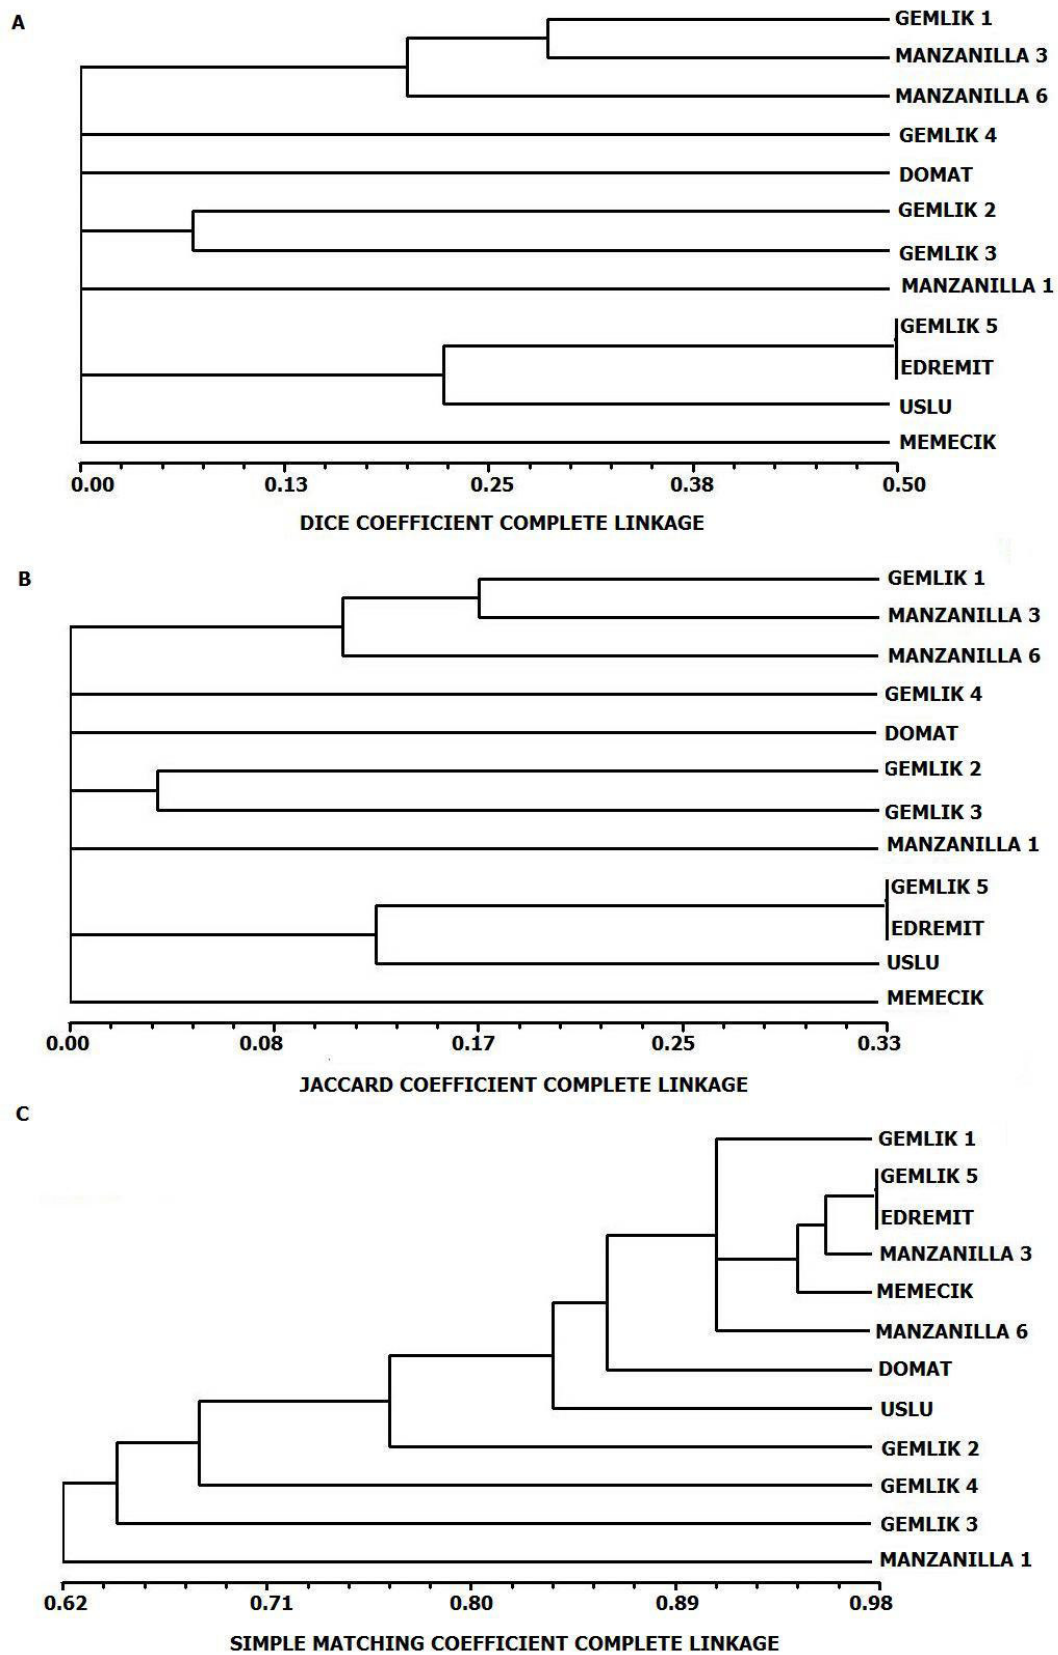 A
GEMLIK 1
MANZANILLA 3
MANZANILLA 6
GEMLIK 4
DOMAT
GEMLIK 2
GEMLIK 3
MANZANILLA 1
GEMLIK 5
EDREMIT
USLU
MEMECIK
0.00 0.13 0.25 0.38 0.50
DICE COEFFICIENT COMPLETE LINKAGE
B
GEMLIK 1
MANZANILLA 3
MANZANILLA 6
GEMLIK 4
DOMAT
GEMLIK 2
GEMLIK 3
MANZANILLA 1
GEMLIK 5
EDREMIT
USLU
MEMECIK
0.00 0.08 0.17 0.25 0.33
JACCARD COEFFICIENT COMPLETE LINKAGE
C
GEMLIK 1
GEMLIK 5
EDREMIT
MANZANILLA 3
MEMECIK
MANZANILLA 6
DOMAT
USLU
GEMLIK 2
GEMLIK 4
GEMLIK 3
MANZANILLA 1
0.62 0.71 0.80 0.89 0.98
SIMPLE MATCHING COEFFICIENT COMPLETE LINKAGE